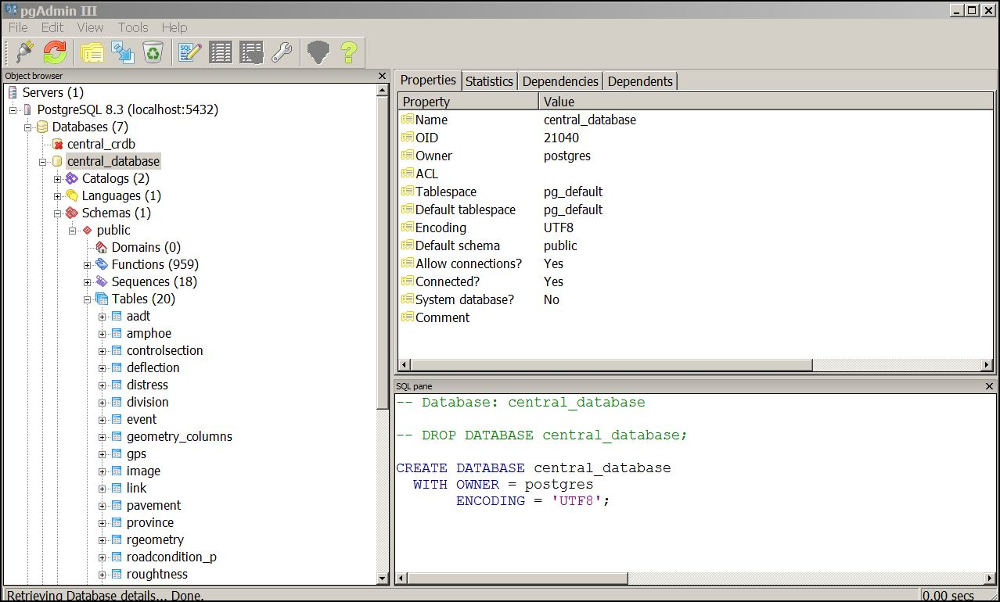 pgAdmin III
File Edit View Tools Help
SQL
Object browser
Servers (1)
PostgreSQL 8.3 (localhost:5432)
Databases (7)
central_crdb
central_database
Catalogs (2)
Languages (1)
Schemas (1)
public
Domains (0)
Functions (959)
Sequences (18)
Tables (20)
aadt
amphoe
controlsection
deflection
distress
division
event
geometry_columns
gps
image
link
pavement
province
rgeometry
roadcondition_p
roughness
Properties Statistics Dependencies Dependents
Property Value
Name central_database
OID 21040
Owner postgres
ACL
Tablespace pg_default
Default tablespace pg_default
Encoding UTF8
Default schema public
Allow connections? Yes
Connected? Yes
System database? No
Comment
SQL pane
-- Database: central_database
-- DROP DATABASE central_database;
CREATE DATABASE central_database
WITH OWNER = postgres
ENCODING = 'UTF8';
Retrieving Database details... Done.
0.00 secs